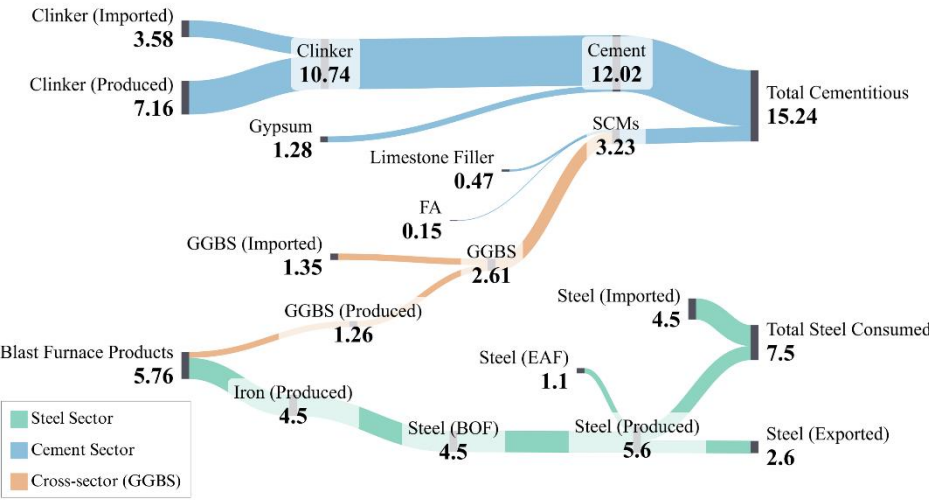 Clinker (Imported)
3.58
Clinker (Produced)
7.16
Clinker
10.74
Cement
12.02
Total Cementitious
15.24
Gypsum
1.28
SCMs
3.23
Limestone Filler
0.47
FA
0.15
GGBS (Imported)
1.35
GGBS
2.61
GGBS (Produced)
1.26
Blast Furnace Products
5.76
Iron (Produced)
4.5
Steel (BOF)
4.5
Steel (EAF)
1.1
Steel (Produced)
5.6
Steel (Imported)
4.5
Total Steel Consumed
7.5
Steel (Exported)
2.6
Steel Sector
Cement Sector
Cross-sector (GGBS)